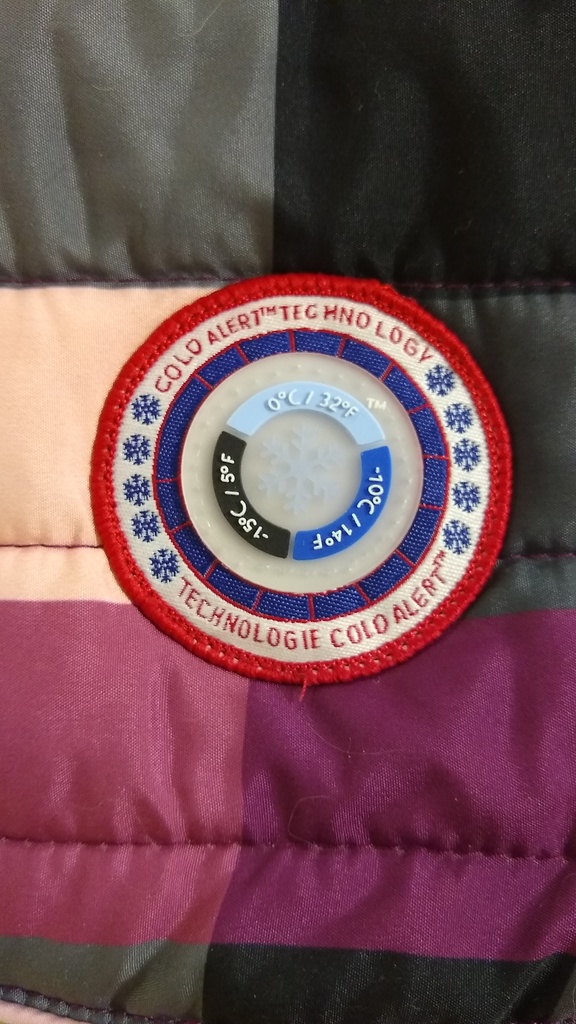 COLD ALERT™ TECHNOLOGY
0°C / 32°F ™
-10°C / 14°F
-15°C / 5°F
TECHNOLOGIE COLD ALERT™